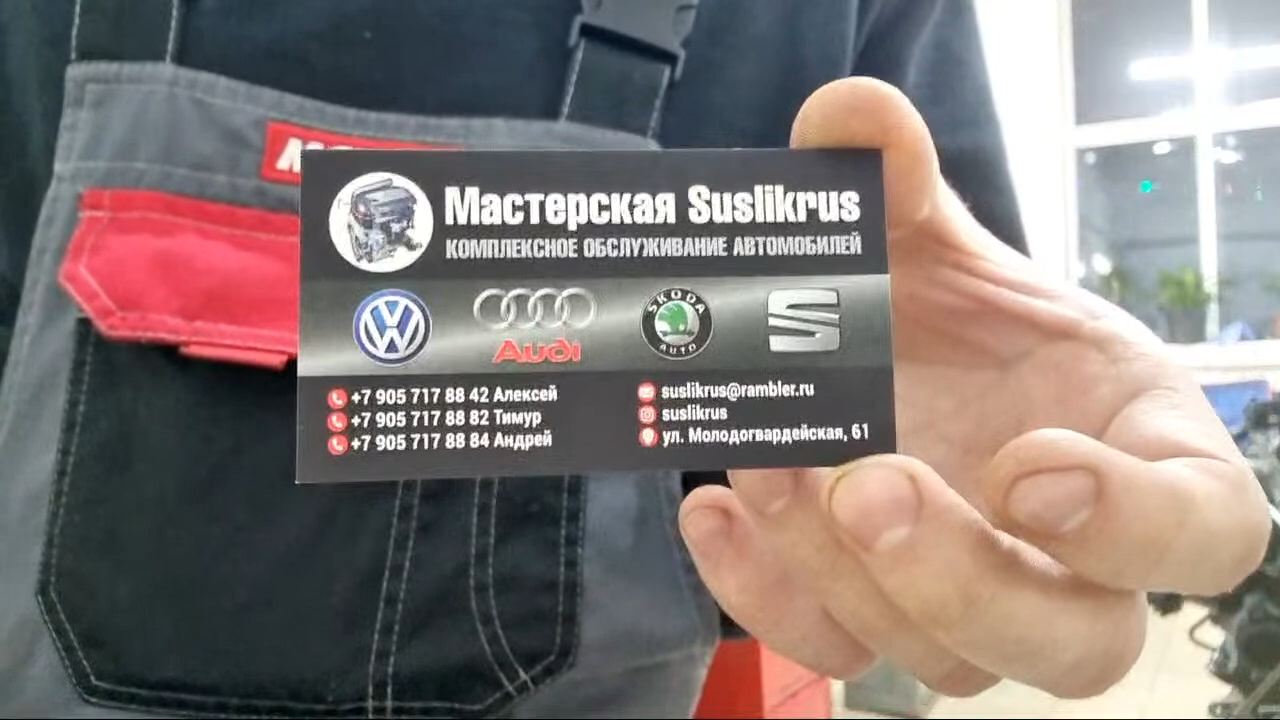 Мастерская Suslikrus
КОМПЛЕКСНОЕ ОБСЛУЖИВАНИЕ АВТОМОБИЛЕЙ
Audi
SKODA
AUTO
+7 905 717 88 42 Алексей
+7 905 717 88 82 Тимур
+7 905 717 88 84 Андрей
suslikrus@rambler.ru
suslikrus
ул. Молодогвардейская, 61